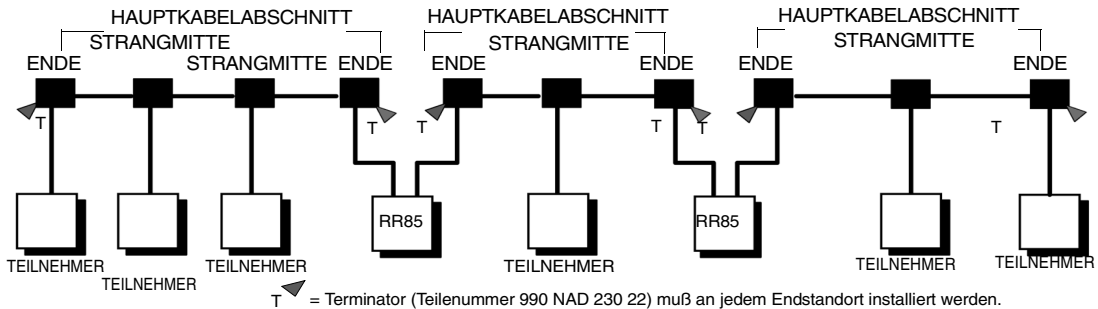 HAUPTKABELABSCHNITT HAUPTKABELABSCHNITT HAUPTKABELABSCHNITT
STRANGMITTE STRANGMITTE STRANGMITTE
ENDE STRANGMITTE ENDE ENDE ENDE ENDE ENDE
T T T T T T
RR85 RR85
TEILNEHMER TEILNEHMER TEILNEHMER TEILNEHMER TEILNEHMER TEILNEHMER
T = Terminator (Teilenummer 990 NAD 230 22) muß an jedem Endstandort installiert werden.